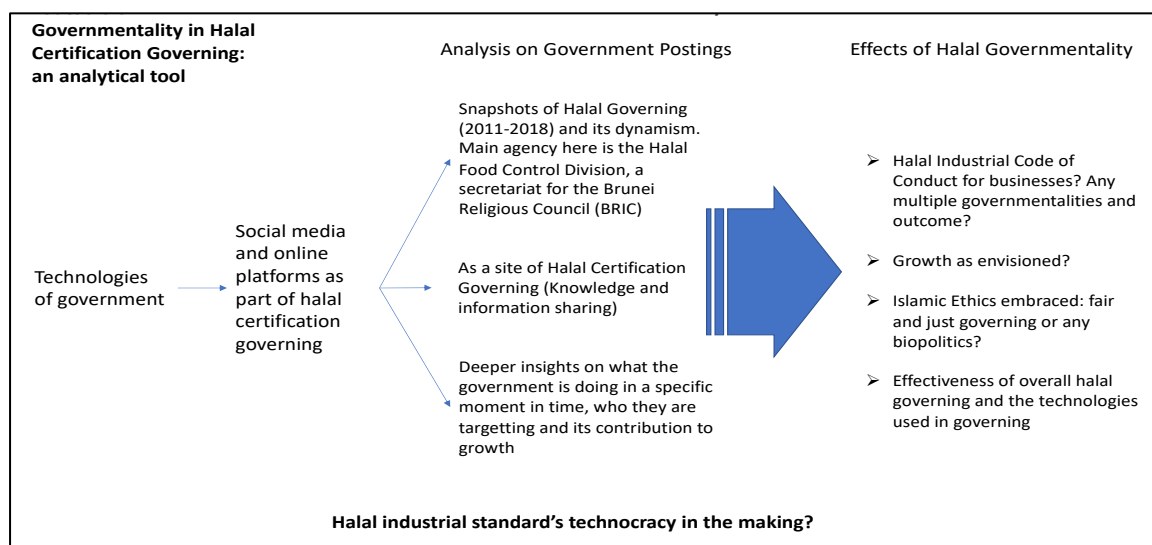 Governmentality in Halal
Certification Governing:
an analytical tool
Analysis on Government Postings
Effects of Halal Governmentality
Technologies
of government
Social media
and online
platforms as
part of halal
certification
governing
Snapshots of Halal Governing
(2011-2018) and its dynamism.
Main agency here is the Halal
Food Control Division, a
secretariat for the Brunei
Religious Council (BRIC)
As a site of Halal Certification
Governing (Knowledge and
information sharing)
Deeper insights on what the
government is doing in a specific
moment in time, who they are
targetting and its contribution to
growth
➢ Halal Industrial Code of
Conduct for businesses? Any
multiple governmentalities and
outcome?
➢ Growth as envisioned?
➢ Islamic Ethics embraced: fair
and just governing or any
biopolitics?
➢ Effectiveness of overall halal
governing and the technologies
used in governing
Halal industrial standard's technocracy in the making?